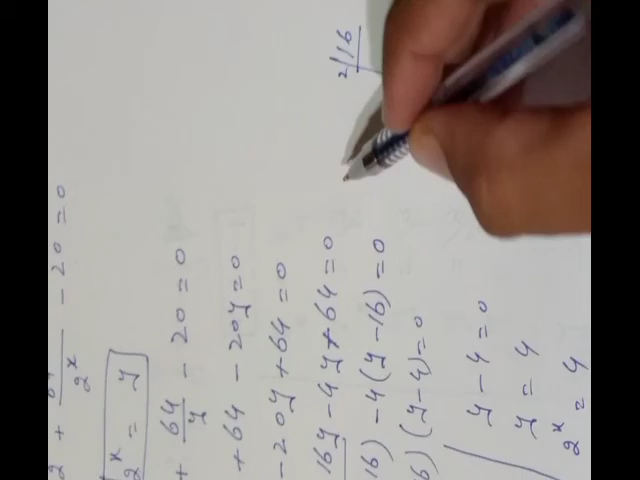 2 + 64/2^x - 20 = 0
2^x = y
+ 64/y - 20 = 0
+ 64 - 20y = 0
- 20y + 64 = 0
16y - 4y + 64 = 0
16) - 4(y - 16) = 0
6) (y - 4) = 0
y - 4 = 0
y = 4
2^x = 4
2 | 16